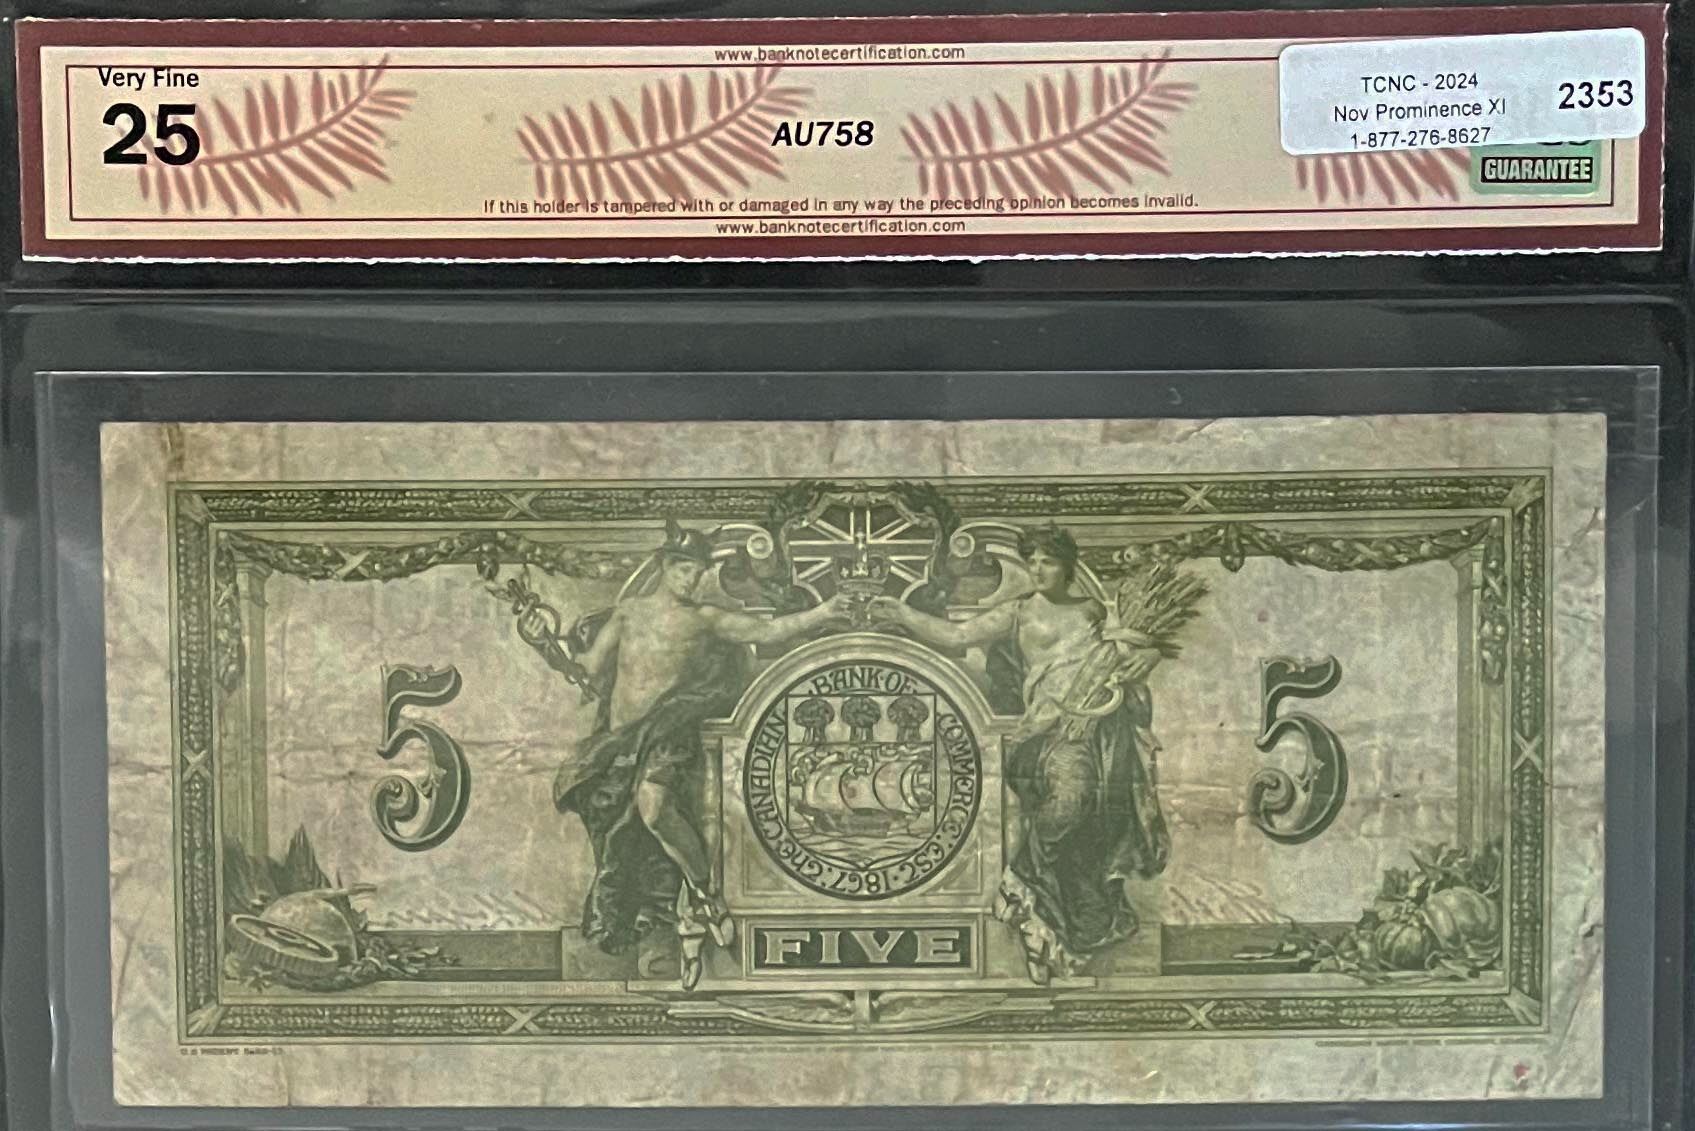 www.banknotecertification.com
Very Fine
25
AU758
TCNC - 2024
Nov Prominence XI
1-877-276-8627
2353
GUARANTEE
If this holder is tampered with or damaged in any way the preceding opinion becomes invalid.
www.banknotecertification.com
5
5
THE·CANADIAN·BANK·OF·COMMERCE:EST·1867:
FIVE